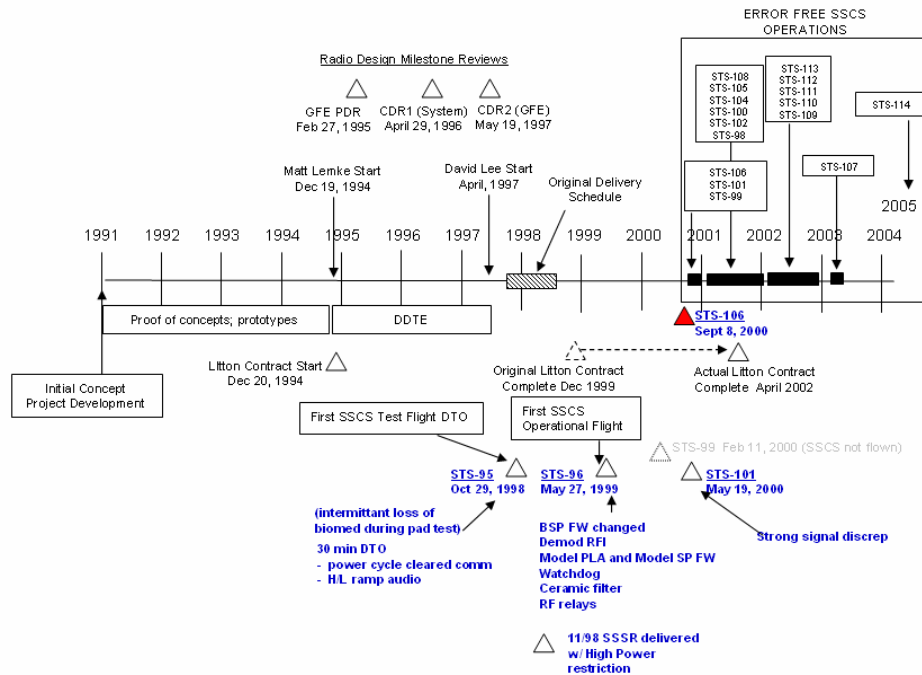 ERROR FREE SSCS
OPERATIONS
Radio Design Milestone Reviews
GFE PDR
Feb 27, 1995
CDR1 (System)
April 29, 1996
CDR2 (GFE)
May 19, 1997
STS-108
STS-105
STS-104
STS-100
STS-102
STS-98
STS-113
STS-112
STS-111
STS-110
STS-109
STS-114
Matt Lemke Start
Dec 19, 1994
David Lee Start
April, 1997
Original Delivery
Schedule
STS-106
STS-101
STS-99
STS-107
2005
1991
1992
1993
1994
1995
1996
1997
1998
1999
2000
2001
2002
2003
2004
Proof of concepts; prototypes
DDTE
STS-106
Sept 8, 2000
Initial Concept
Project Development
Litton Contract Start
Dec 20, 1994
Original Litton Contract
Complete Dec 1999
Actual Litton Contract
Complete April 2002
First SSCS Test Flight DTO
First SSCS
Operational Flight
STS-99 Feb 11, 2000 (SSCS not flown)
STS-95
Oct 29, 1998
STS-96
May 27, 1999
STS-101
May 19, 2000
(intermittant loss of
biomed during pad test)
30 min DTO
- power cycle cleared comm
- H/L ramp audio
BSP FW changed
Demod RFI
Model PLA and Model SP FW
Watchdog
Ceramic filter
RF relays
Strong signal discrep
11/98 SSSR delivered
w/ High Power
restriction